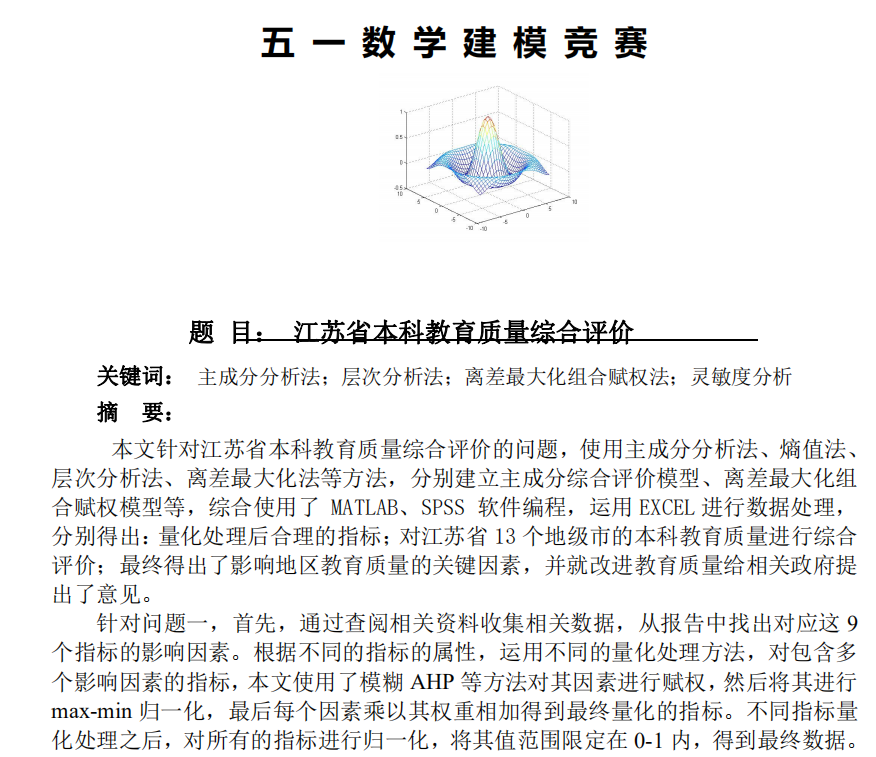 五一数学建模竞赛
1
0.5
0
-0.5
10
5
0
-5
-10
-10
-5
0
5
10
题 目： 江苏省本科教育质量综合评价
关键词： 主成分分析法；层次分析法；离差最大化组合赋权法；灵敏度分析
摘 要：
本文针对江苏省本科教育质量综合评价的问题，使用主成分分析法、熵值法、
层次分析法、离差最大化法等方法，分别建立主成分综合评价模型、离差最大化组
合赋权模型等，综合使用了 MATLAB、SPSS 软件编程，运用 EXCEL 进行数据处理，
分别得出：量化处理后合理的指标；对江苏省 13 个地级市的本科教育质量进行综合
评价；最终得出了影响地区教育质量的关键因素，并就改进教育质量给相关政府提
出了意见。
针对问题一，首先，通过查阅相关资料收集相关数据，从报告中找出对应这 9
个指标的影响因素。根据不同的指标的属性，运用不同的量化处理方法，对包含多
个影响因素的指标，本文使用了模糊 AHP 等方法对其因素进行赋权，然后将其进行
max-min 归一化，最后每个因素乘以其权重相加得到最终量化的指标。不同指标量
化处理之后，对所有的指标进行归一化，将其值范围限定在 0-1 内，得到最终数据。